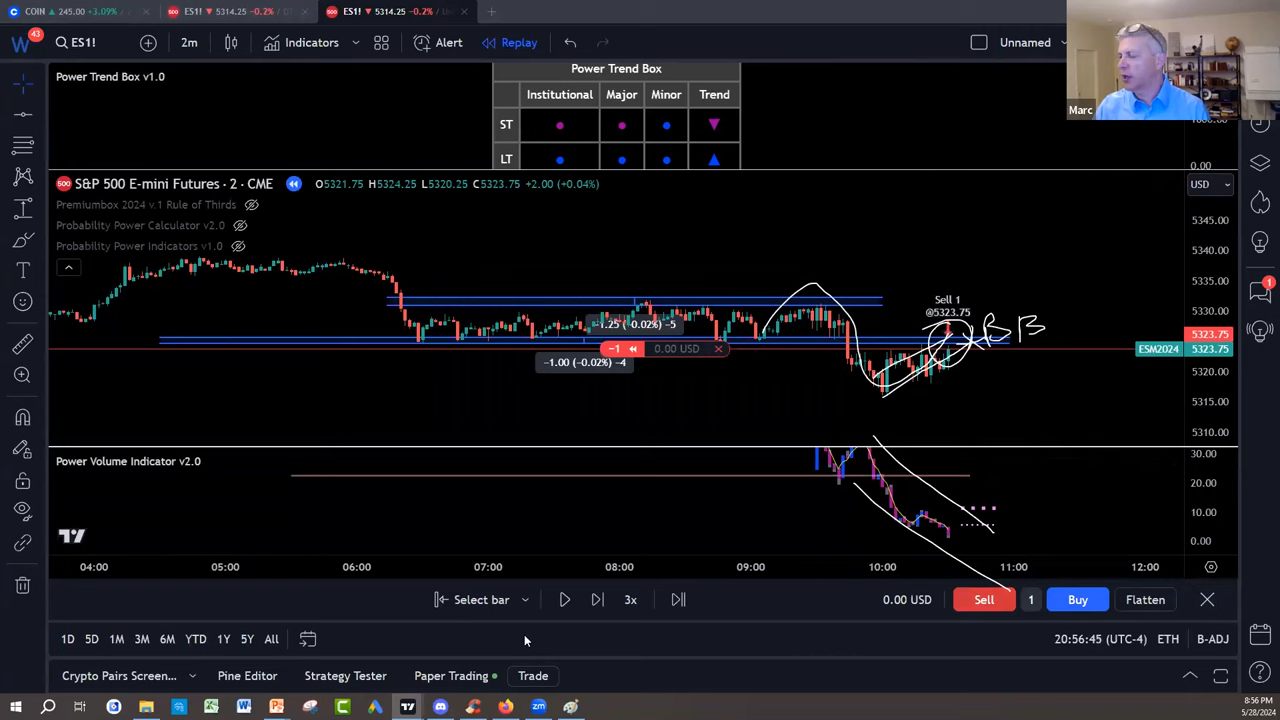 COIN ▲ 245.00 +3.09%
ES1! ▼ 5314.25 -0.2%
ES1! ▼ 5314.25 -0.2%
W 43
ES1!
2m
Indicators
Alert
Replay
Unnamed
Marc
Power Trend Box v1.0
Power Trend Box
Institutional Major Minor Trend
ST
LT
0.00
500 S&P 500 E-mini Futures · 2 · CME
O5321.75 H5324.25 L5320.25 C5323.75 +2.00 (+0.04%)
USD
Premiumbox 2024 v.1 Rule of Thirds
Probability Power Calculator v2.0
Probability Power Indicators v1.0
5345.00
5340.00
5335.00
5330.00
Sell 1
@5323.75
BB
−1.25 (−0.02%) −5
−1 0.00 USD
−1.00 (−0.02%) −4
5323.75
ESM2024 5323.75
5320.00
5315.00
5310.00
Power Volume Indicator v2.0
30.00
20.00
10.00
0.00
04:00 05:00 06:00 07:00 08:00 09:00 10:00 11:00 12:00
Select bar
3x
0.00 USD
Sell
1
Buy
Flatten
1D 5D 1M 3M 6M YTD 1Y 5Y All
20:56:45 (UTC-4) ETH B-ADJ
Crypto Pairs Screen...
Pine Editor
Strategy Tester
Paper Trading
Trade
1
8:56 PM
5/28/2024